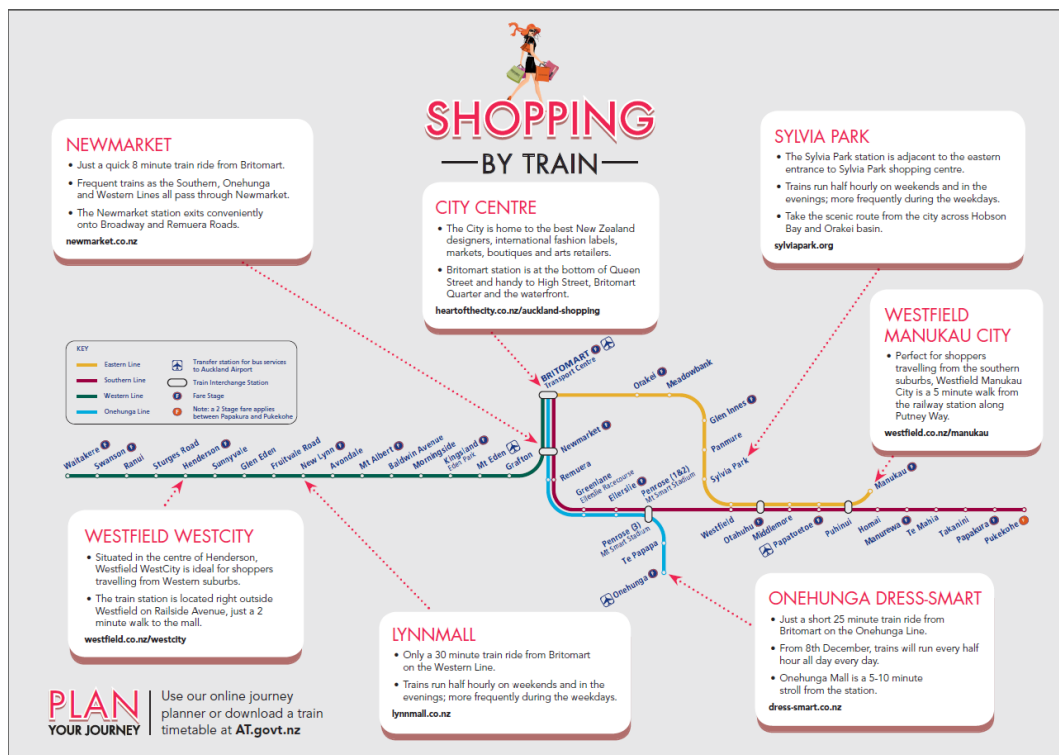 SHOPPING
BY TRAIN
NEWMARKET
• Just a quick 8 minute train ride from Britomart.
• Frequent trains as the Southern, Onehunga
and Western Lines all pass through Newmarket.
• The Newmarket station exits conveniently
onto Broadway and Remuera Roads.
newmarket.co.nz
CITY CENTRE
• The City is home to the best New Zealand
designers, international fashion labels,
markets, boutiques and arts retailers.
• Britomart station is at the bottom of Queen
Street and handy to High Street, Britomart
Quarter and the waterfront.
heartofthecity.co.nz/auckland-shopping
SYLVIA PARK
• The Sylvia Park station is adjacent to the eastern
entrance to Sylvia Park shopping centre.
• Trains run half hourly on weekends and in the
evenings; more frequently during the weekdays.
• Take the scenic route from the city across Hobson
Bay and Orakei basin.
sylviapark.org
WESTFIELD
MANUKAU CITY
• Perfect for shoppers
travelling from the southern
suburbs, Westfield Manukau
City is a 5 minute walk from
the railway station along
Putney Way.
westfield.co.nz/manukau
KEY
Eastern Line
Southern Line
Western Line
Onehunga Line
Transfer station for bus services
to Auckland Airport
Train Interchange Station
F Fare Stage
F Note: a 2 Stage fare applies
between Papakura and Pukekohe
Waitakere F
Swanson F
Ranui
Sturges Road
Henderson F
Sunnyvale
Glen Eden
Fruitvale Road
New Lynn F
Avondale
Mt Albert F
Baldwin Avenue
Morningside
Kingsland F
Eden Park
Mt Eden
Grafton
BRITOMART F
Transport Centre
Newmarket F
Remuera
Greenlane
Ellerslie Racecourse
Ellerslie F
Penrose (1&2)
Mt Smart Stadium
Penrose (3)
Mt Smart Stadium
Te Papapa
Onehunga F
Orakei F
Meadowbank
Glen Innes F
Panmure
Sylvia Park
Westfield
Otahuhu F
Middlemore
Papatoetoe F
Puhinui
Manukau F
Homai
Manurewa F
Te Mahia
Takanini
Papakura F
Pukekohe F
WESTFIELD WESTCITY
• Situated in the centre of Henderson,
Westfield WestCity is ideal for shoppers
travelling from Western suburbs.
• The train station is located right outside
Westfield on Railside Avenue, just a 2
minute walk to the mall.
westfield.co.nz/westcity
LYNNMALL
• Only a 30 minute train ride from Britomart
on the Western Line.
• Trains run half hourly on weekends and in the
evenings; more frequently during the weekdays.
lynnmall.co.nz
ONEHUNGA DRESS-SMART
• Just a short 25 minute train ride from
Britomart on the Onehunga Line.
• From 8th December, trains will run every half
hour all day every day.
• Onehunga Mall is a 5-10 minute
stroll from the station.
dress-smart.co.nz
PLAN
YOUR JOURNEY
Use our online journey
planner or download a train
timetable at AT.govt.nz